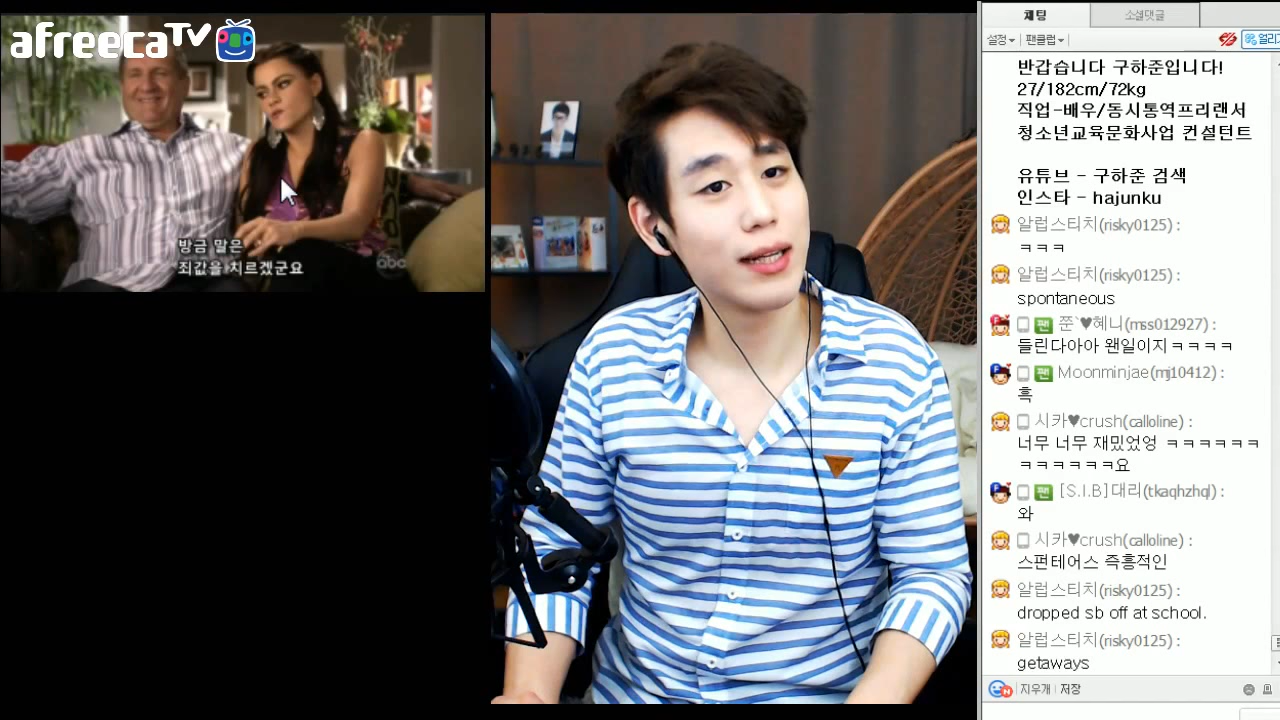 afreecaTV
방금 말은
죄값을 치르겠군요
abc
채팅
소셜댓글
설정 팬클럽
열리기
반갑습니다 구하준입니다!
27/182cm/72kg
직업-배우/동시통역프리랜서
청소년교육문화사업 컨설턴트
유튜브 - 구하준 검색
인스타 - hajunku
알럽스티치(risky0125) :
ㅋㅋㅋ
알럽스티치(risky0125) :
spontaneous
팬 쭌`♥혜니(mss012927) :
들린다아아 왠일이지ㅋㅋㅋㅋ
팬 Moonminjae(mj10412) :
흑
시카♥crush(calloline) :
너무 너무 재밌었엉 ㅋㅋㅋㅋㅋㅋ
ㅋㅋㅋㅋㅋㅋ요
팬 [S.I.B]대리(tkaqhzhql) :
와
시카♥crush(calloline) :
스펀테어스 즉흥적인
알럽스티치(risky0125) :
dropped sb off at school.
알럽스티치(risky0125) :
getaways
지우개 저장